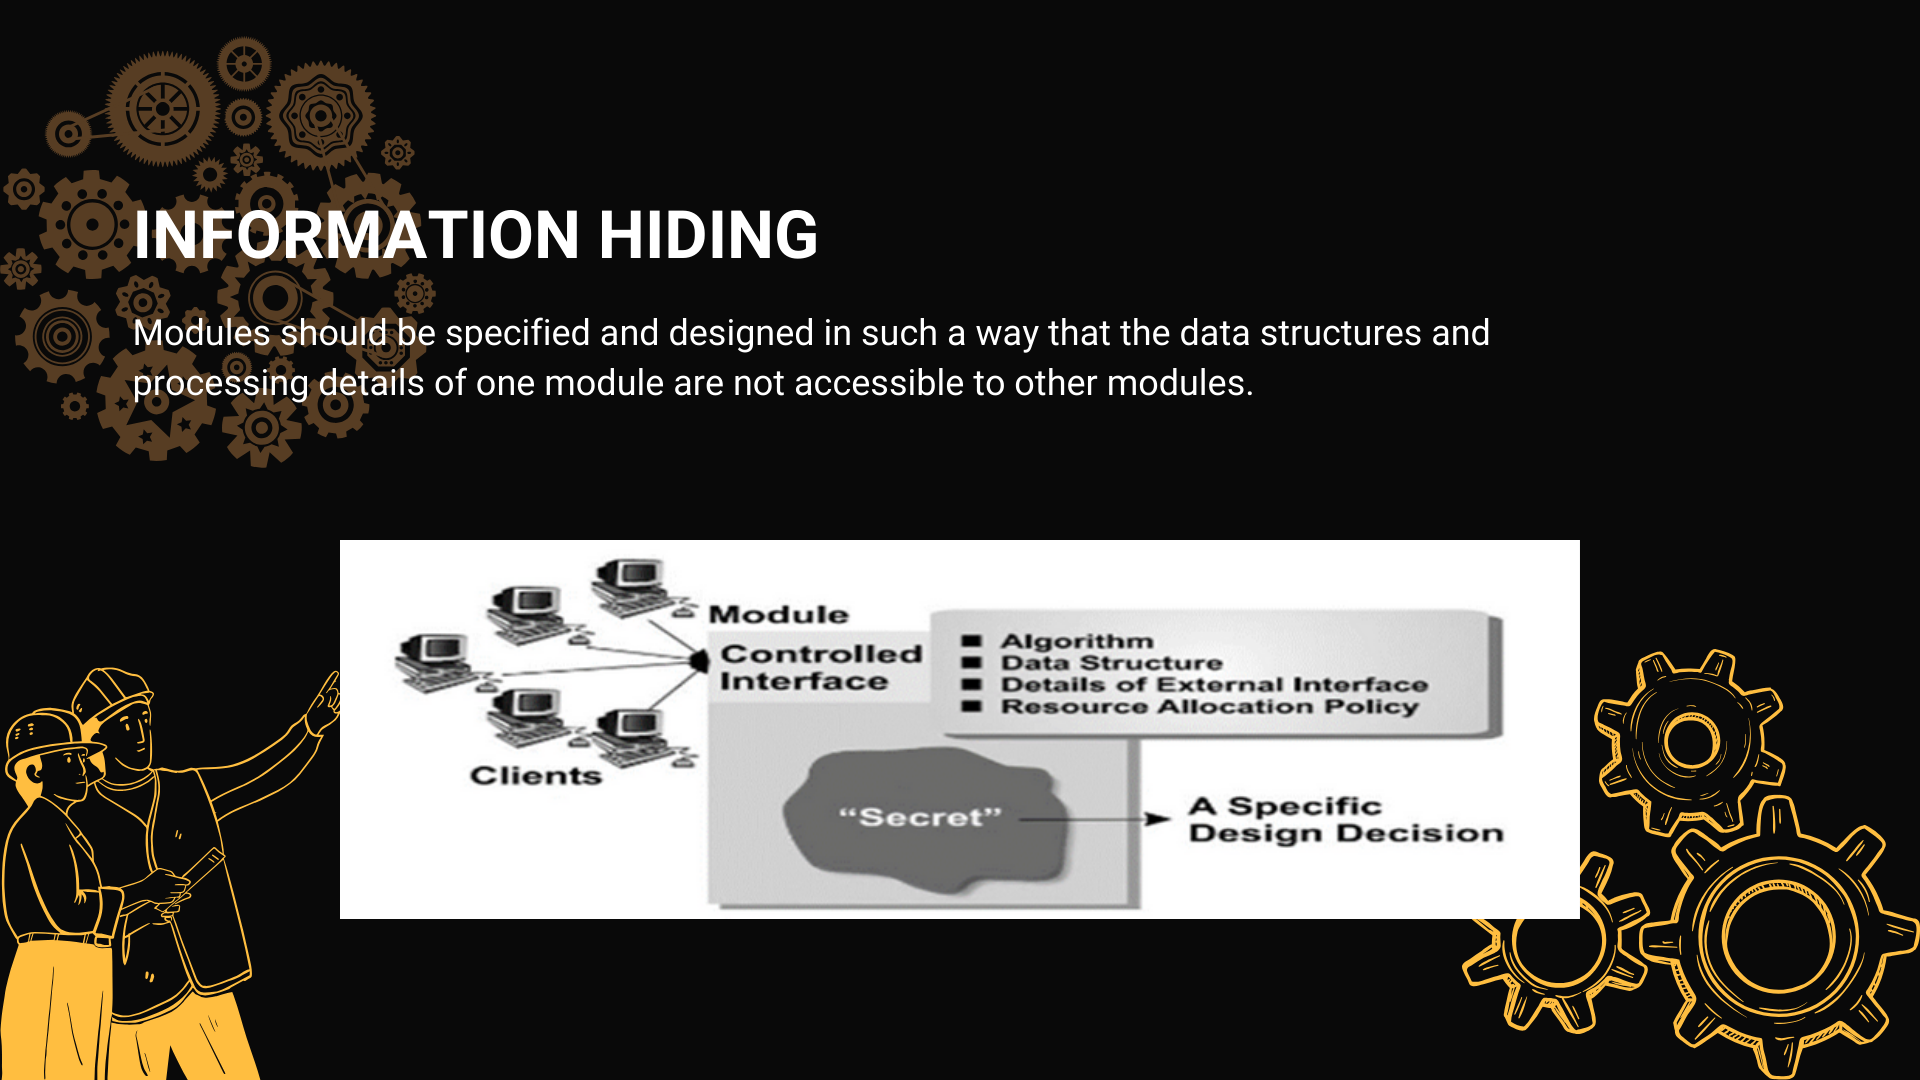 INFORMATION HIDING
Modules should be specified and designed in such a way that the data structures and
processing details of one module are not accessible to other modules.
Module
Controlled
Interface
■ Algorithm
■ Data Structure
■ Details of External Interface
■ Resource Allocation Policy
Clients
“Secret”
A Specific
Design Decision